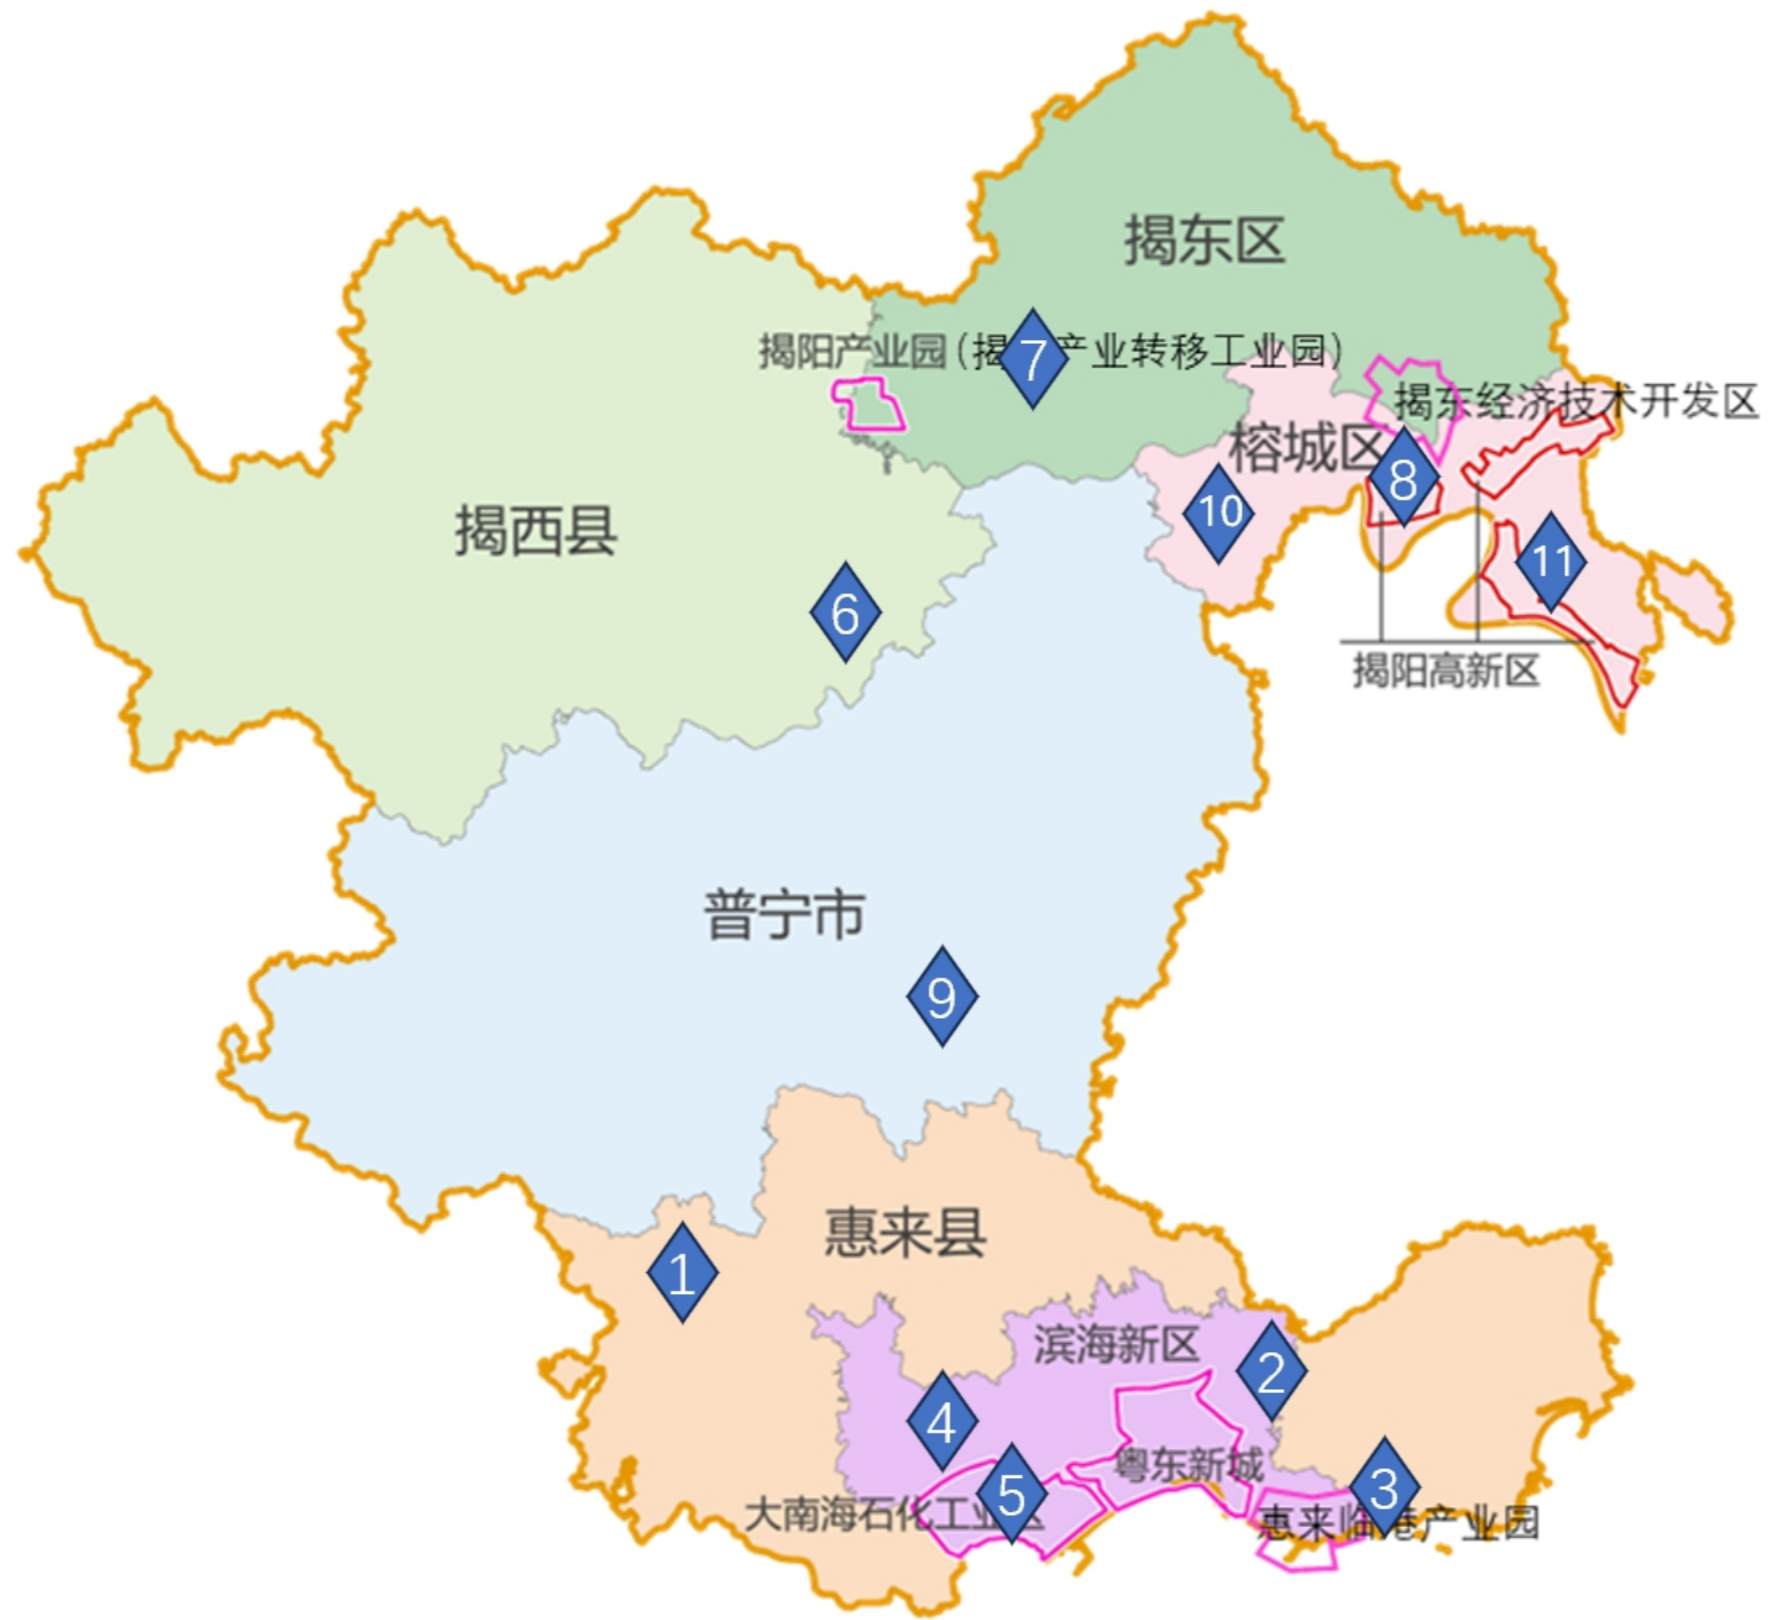 揭东区
揭阳产业园(揭 产业转移工业园)
7
揭东经济技术开发区
榕城区
8
10
揭西县
11
6
揭阳高新区
普宁市
9
惠来县
1
滨海新区
2
4
粤东新城
3
5
大南海石化工业区
惠来临港产业园